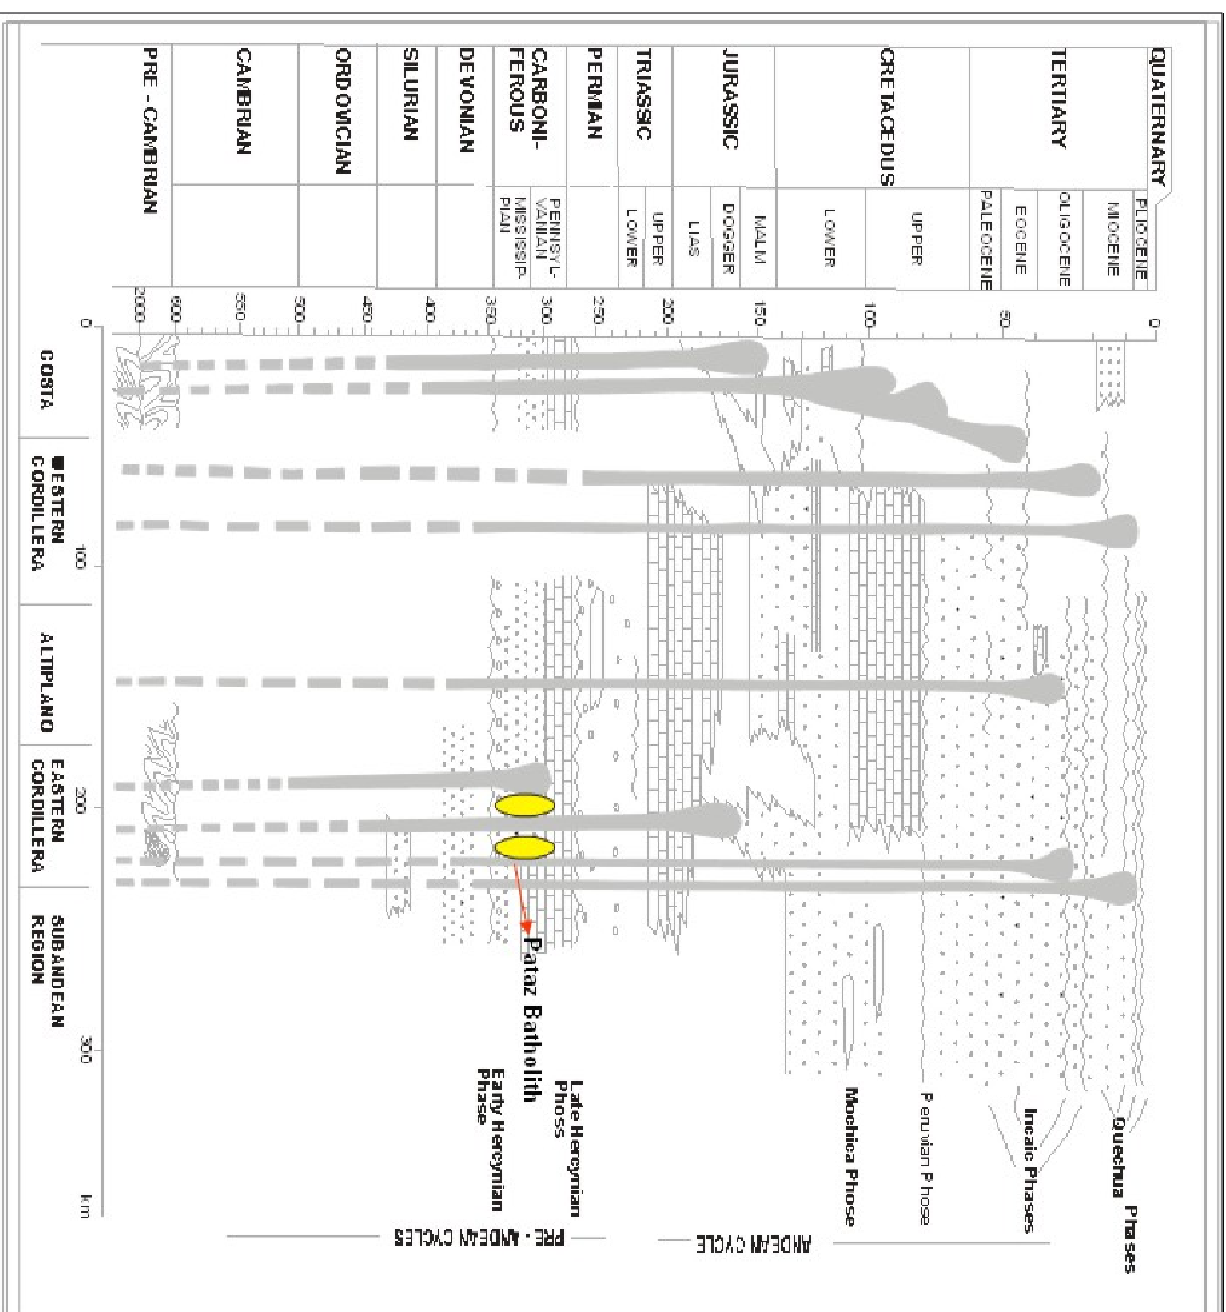 QUATERNARY
TERTIARY
CRETACEOUS
JURASSIC
TRIASSIC
PERMIAN
CARBONI-
FEROUS
DEVONIAN
SILURIAN
ORDOVICIAN
CAMBRIAN
PRE - CAMBRIAN
PLIOCENE
MIOCENE
OLIGOCENE
EOCENE
PALEOCENE
UPPER
LOWER
MALM
DOGGER
LIAS
UPPER
LOWER
PENNSYL-
VANIAN
MISSISSIP-
PIAN
0
50
100
150
200
250
300
350
400
450
500
550
600
2000
0
100
200
300
km
COSTA
WESTERN
CORDILLERA
ALTIPLANO
EASTERN
CORDILLERA
SUBANDEAN
REGION
Pataz Batholith
Quechua Phases
Incaic Phases
Peruvian Phose
Mochica Phose
Late Hercynian
Phoss
Early Hercynian
Phase
ANDEAN CYCLE
PRE - ANDEAN CYCLES